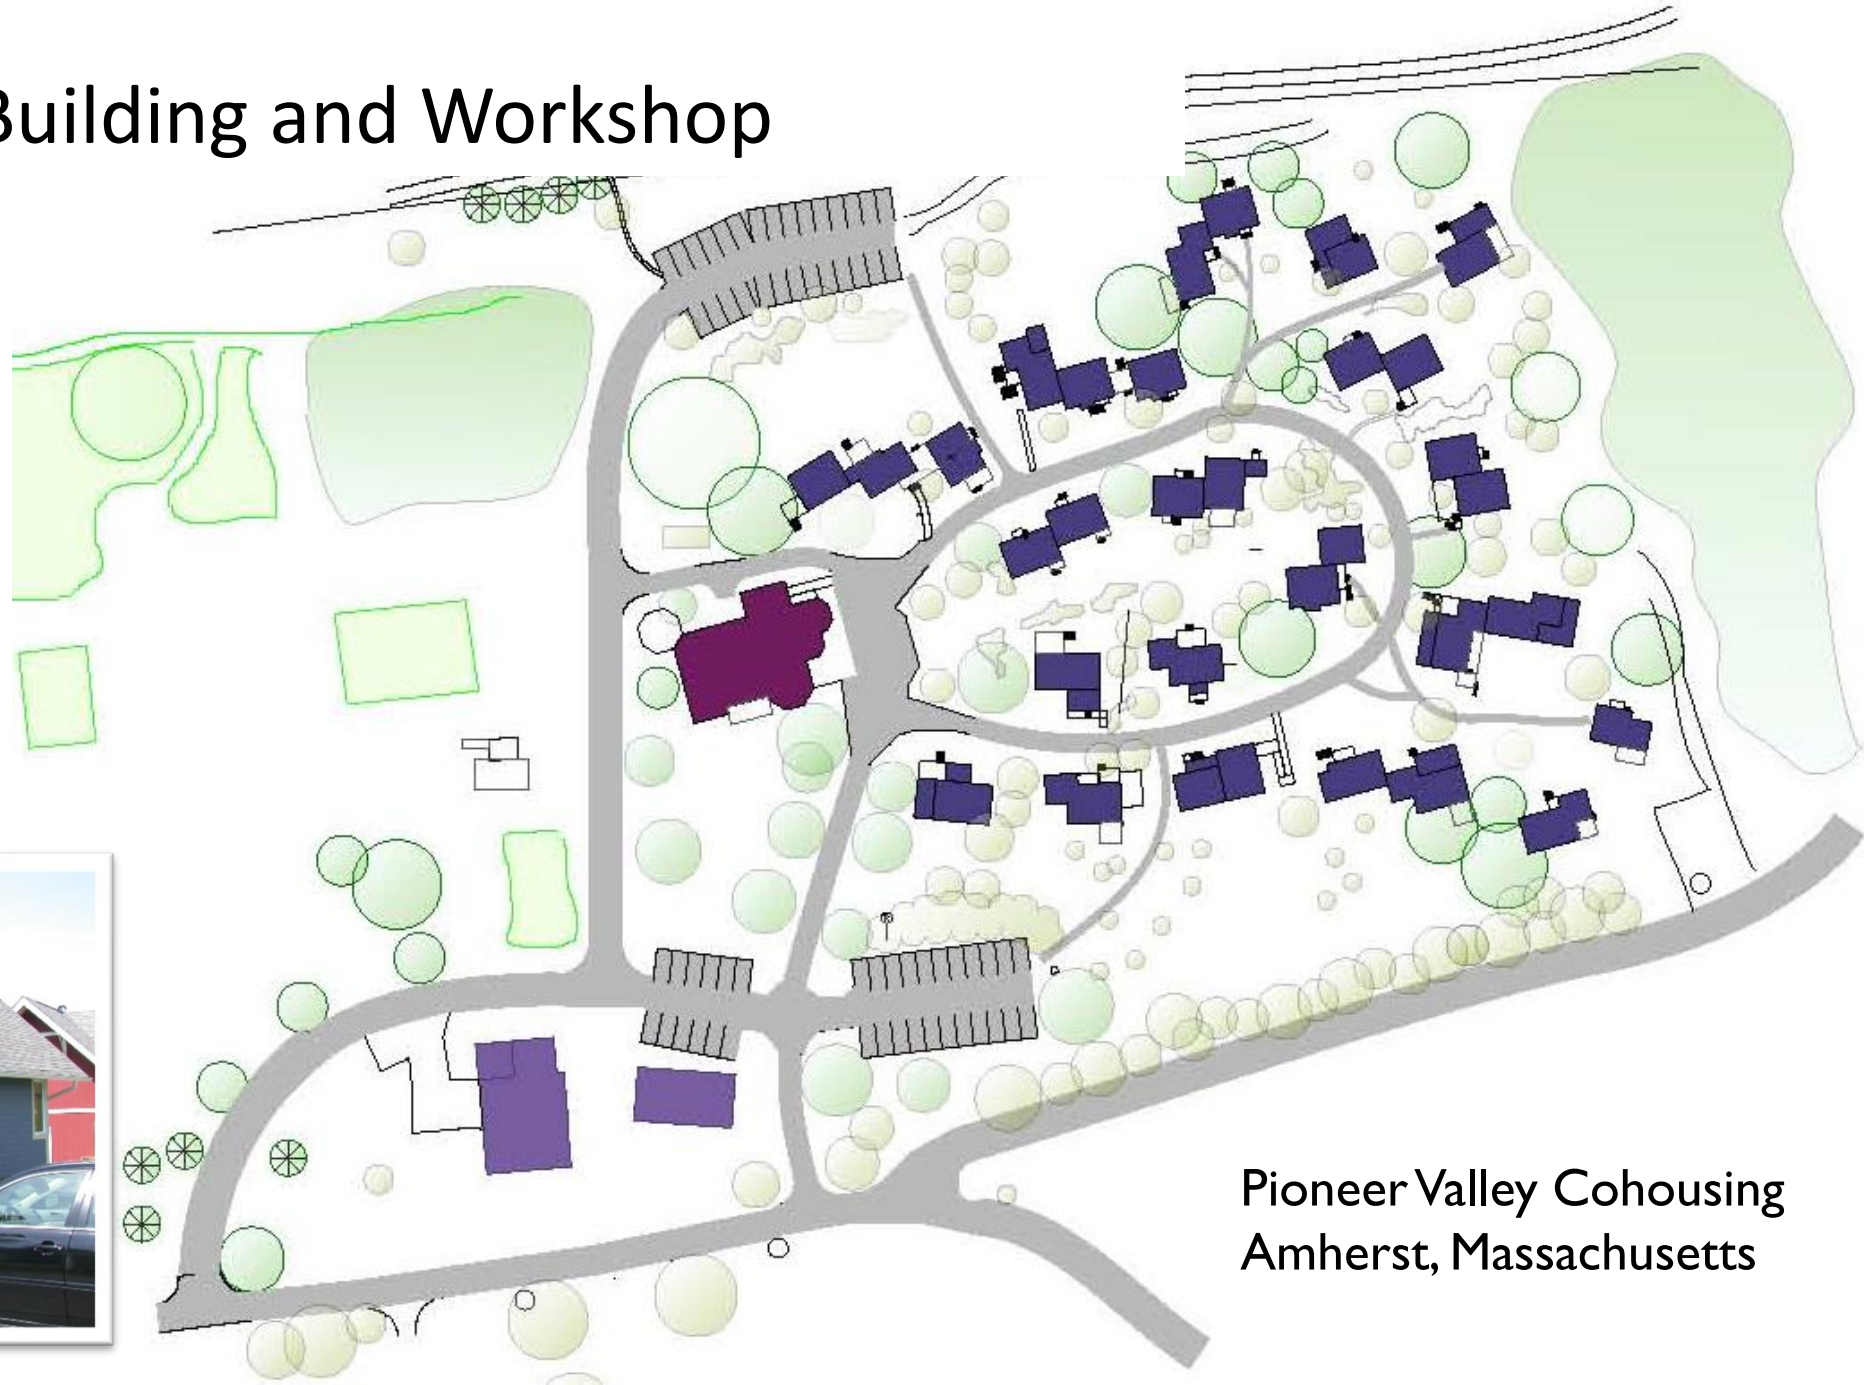 Building and Workshop
Pioneer Valley Cohousing
Amherst, Massachusetts